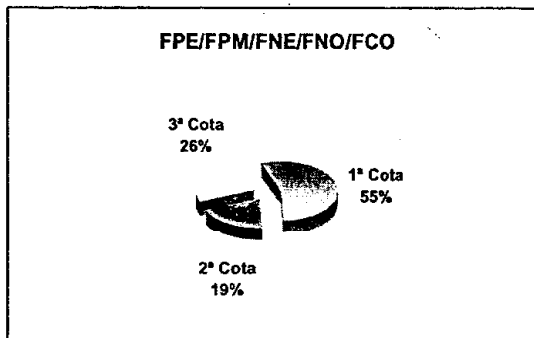 FPE/FPM/FNE/FNO/FCO
3ª Cota
26%
1ª Cota
55%
2ª Cota
19%